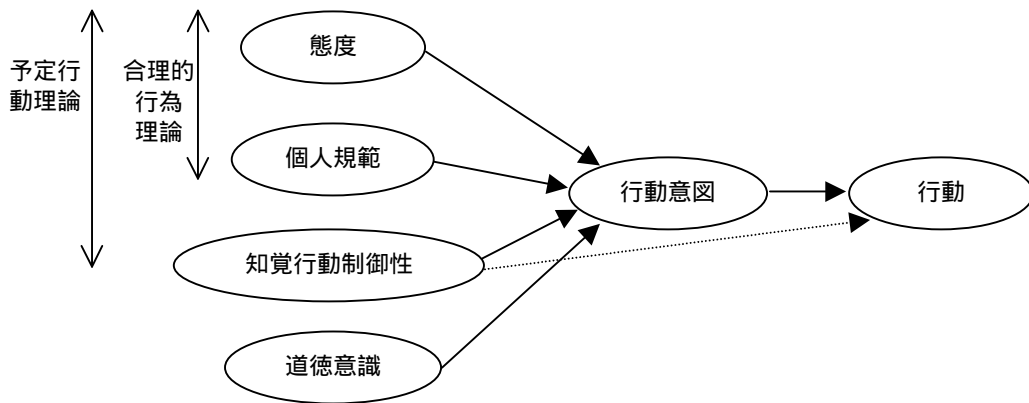 予定行
動理論
合理的
行為
理論
態度
個人規範
知覚行動制御性
道徳意識
行動意図
行動